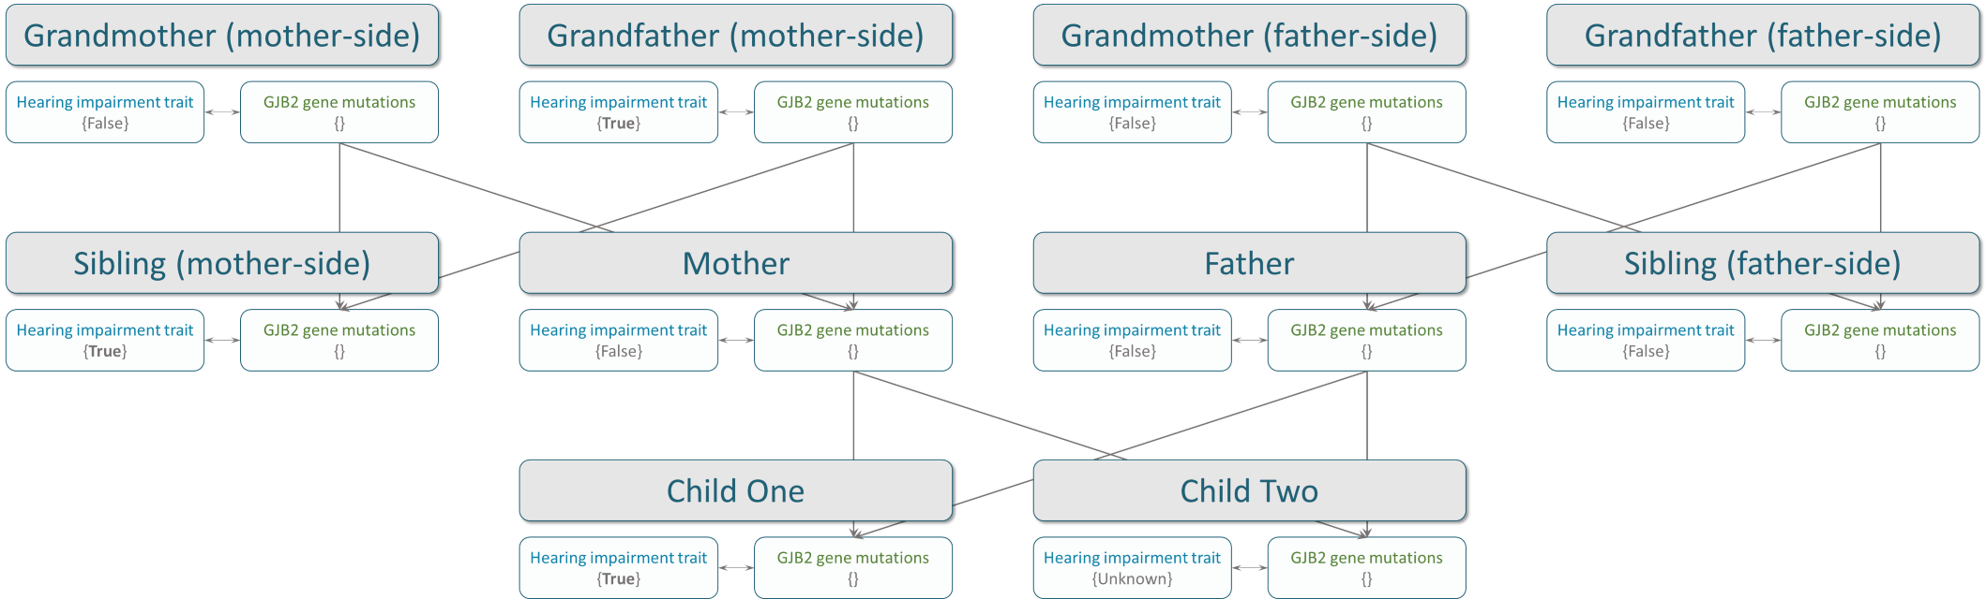 Grandmother (mother-side)
Grandfather (mother-side)
Grandmother (father-side)
Grandfather (father-side)
Hearing impairment trait
{False}
GJB2 gene mutations
{}
Hearing impairment trait
{True}
GJB2 gene mutations
{}
Hearing impairment trait
{False}
GJB2 gene mutations
{}
Hearing impairment trait
{False}
GJB2 gene mutations
{}
Sibling (mother-side)
Mother
Father
Sibling (father-side)
Hearing impairment trait
{True}
GJB2 gene mutations
{}
Hearing impairment trait
{False}
GJB2 gene mutations
{}
Hearing impairment trait
{False}
GJB2 gene mutations
{}
Hearing impairment trait
{False}
GJB2 gene mutations
{}
Child One
Child Two
Hearing impairment trait
{True}
GJB2 gene mutations
{}
Hearing impairment trait
{Unknown}
GJB2 gene mutations
{}